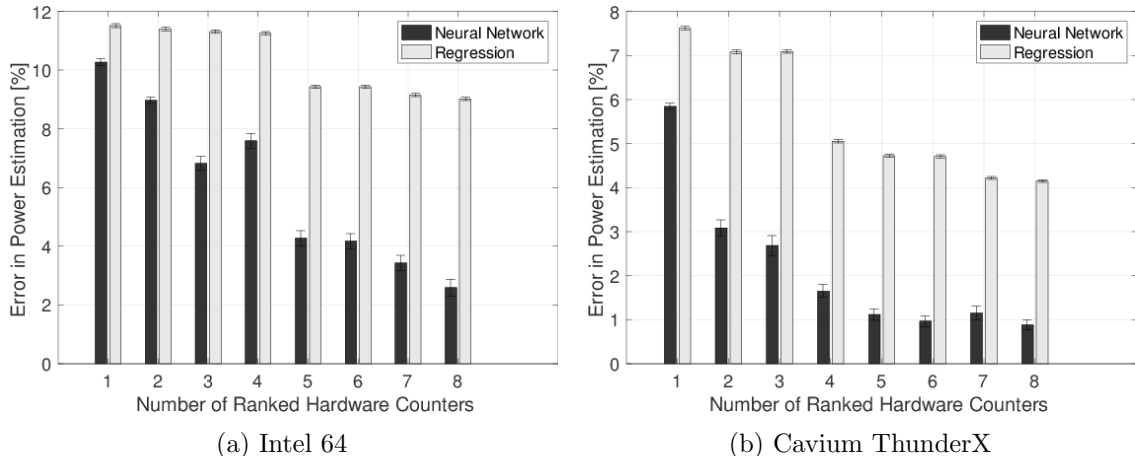 Error in Power Estimation [%]
12
10
8
6
4
2
0
Neural Network
Regression
1 2 3 4 5 6 7 8
Number of Ranked Hardware Counters
(a) Intel 64
Error in Power Estimation [%]
8
7
6
5
4
3
2
1
0
Neural Network
Regression
1 2 3 4 5 6 7 8
Number of Ranked Hardware Counters
(b) Cavium ThunderX